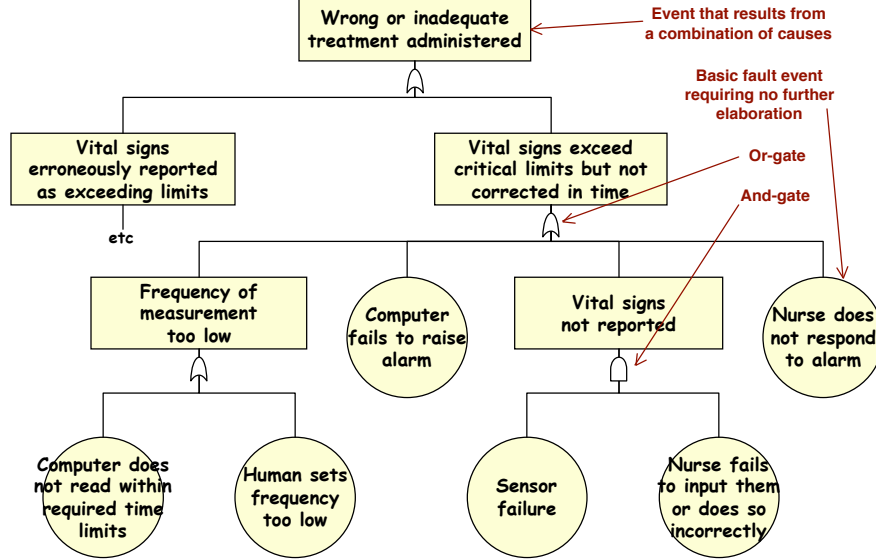 Wrong or inadequate
treatment administered
Event that results from
a combination of causes
Basic fault event
requiring no further
elaboration
Vital signs
erroneously reported
as exceeding limits
Vital signs exceed
critical limits but not
corrected in time
Or-gate
And-gate
etc
Frequency of
measurement
too low
Computer
fails to raise
alarm
Vital signs
not reported
Nurse does
not respond
to alarm
Computer does
not read within
required time
limits
Human sets
frequency
too low
Sensor
failure
Nurse fails
to input them
or does so
incorrectly